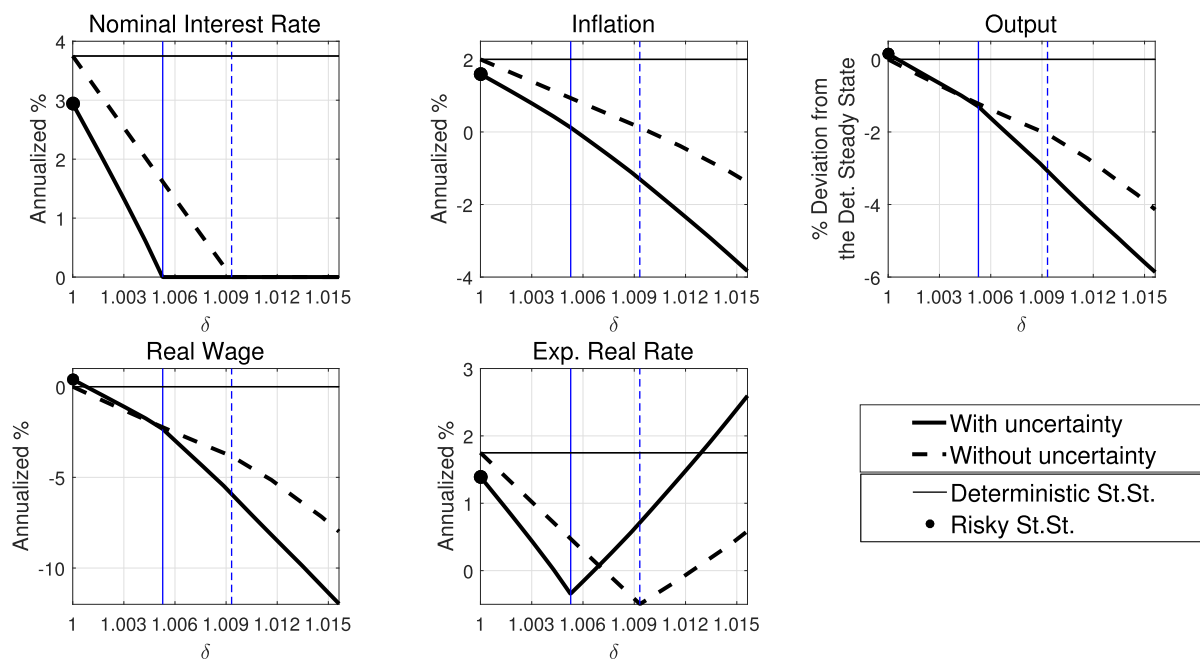 Nominal Interest Rate
Annualized %
4
3
2
1
0
1 1.003 1.006 1.009 1.012 1.015
δ
Inflation
Annualized %
2
0
-2
-4
1 1.003 1.006 1.009 1.012 1.015
δ
Output
% Deviation from
the Det. Steady State
0
-2
-4
-6
1 1.003 1.006 1.009 1.012 1.015
δ
Real Wage
Annualized %
0
-5
-10
1 1.003 1.006 1.009 1.012 1.015
δ
Exp. Real Rate
Annualized %
3
2
1
0
1 1.003 1.006 1.009 1.012 1.015
δ
With uncertainty
Without uncertainty
Deterministic St.St.
Risky St.St.